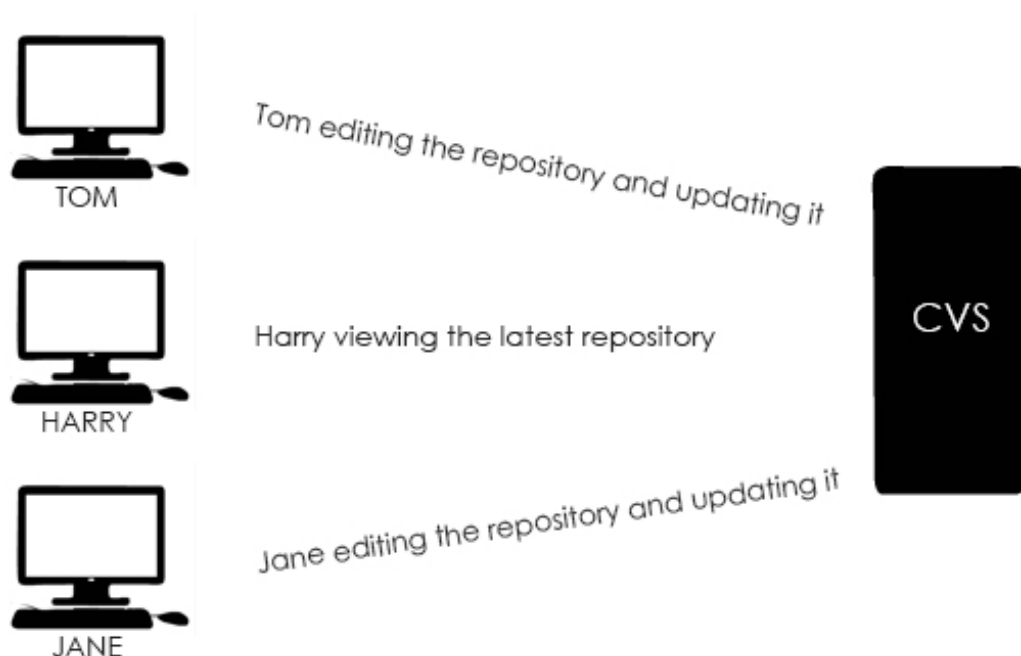 Tom editing the repository and updating it
TOM
CVS
Harry viewing the latest repository
HARRY
Jane editing the repository and updating it
JANE